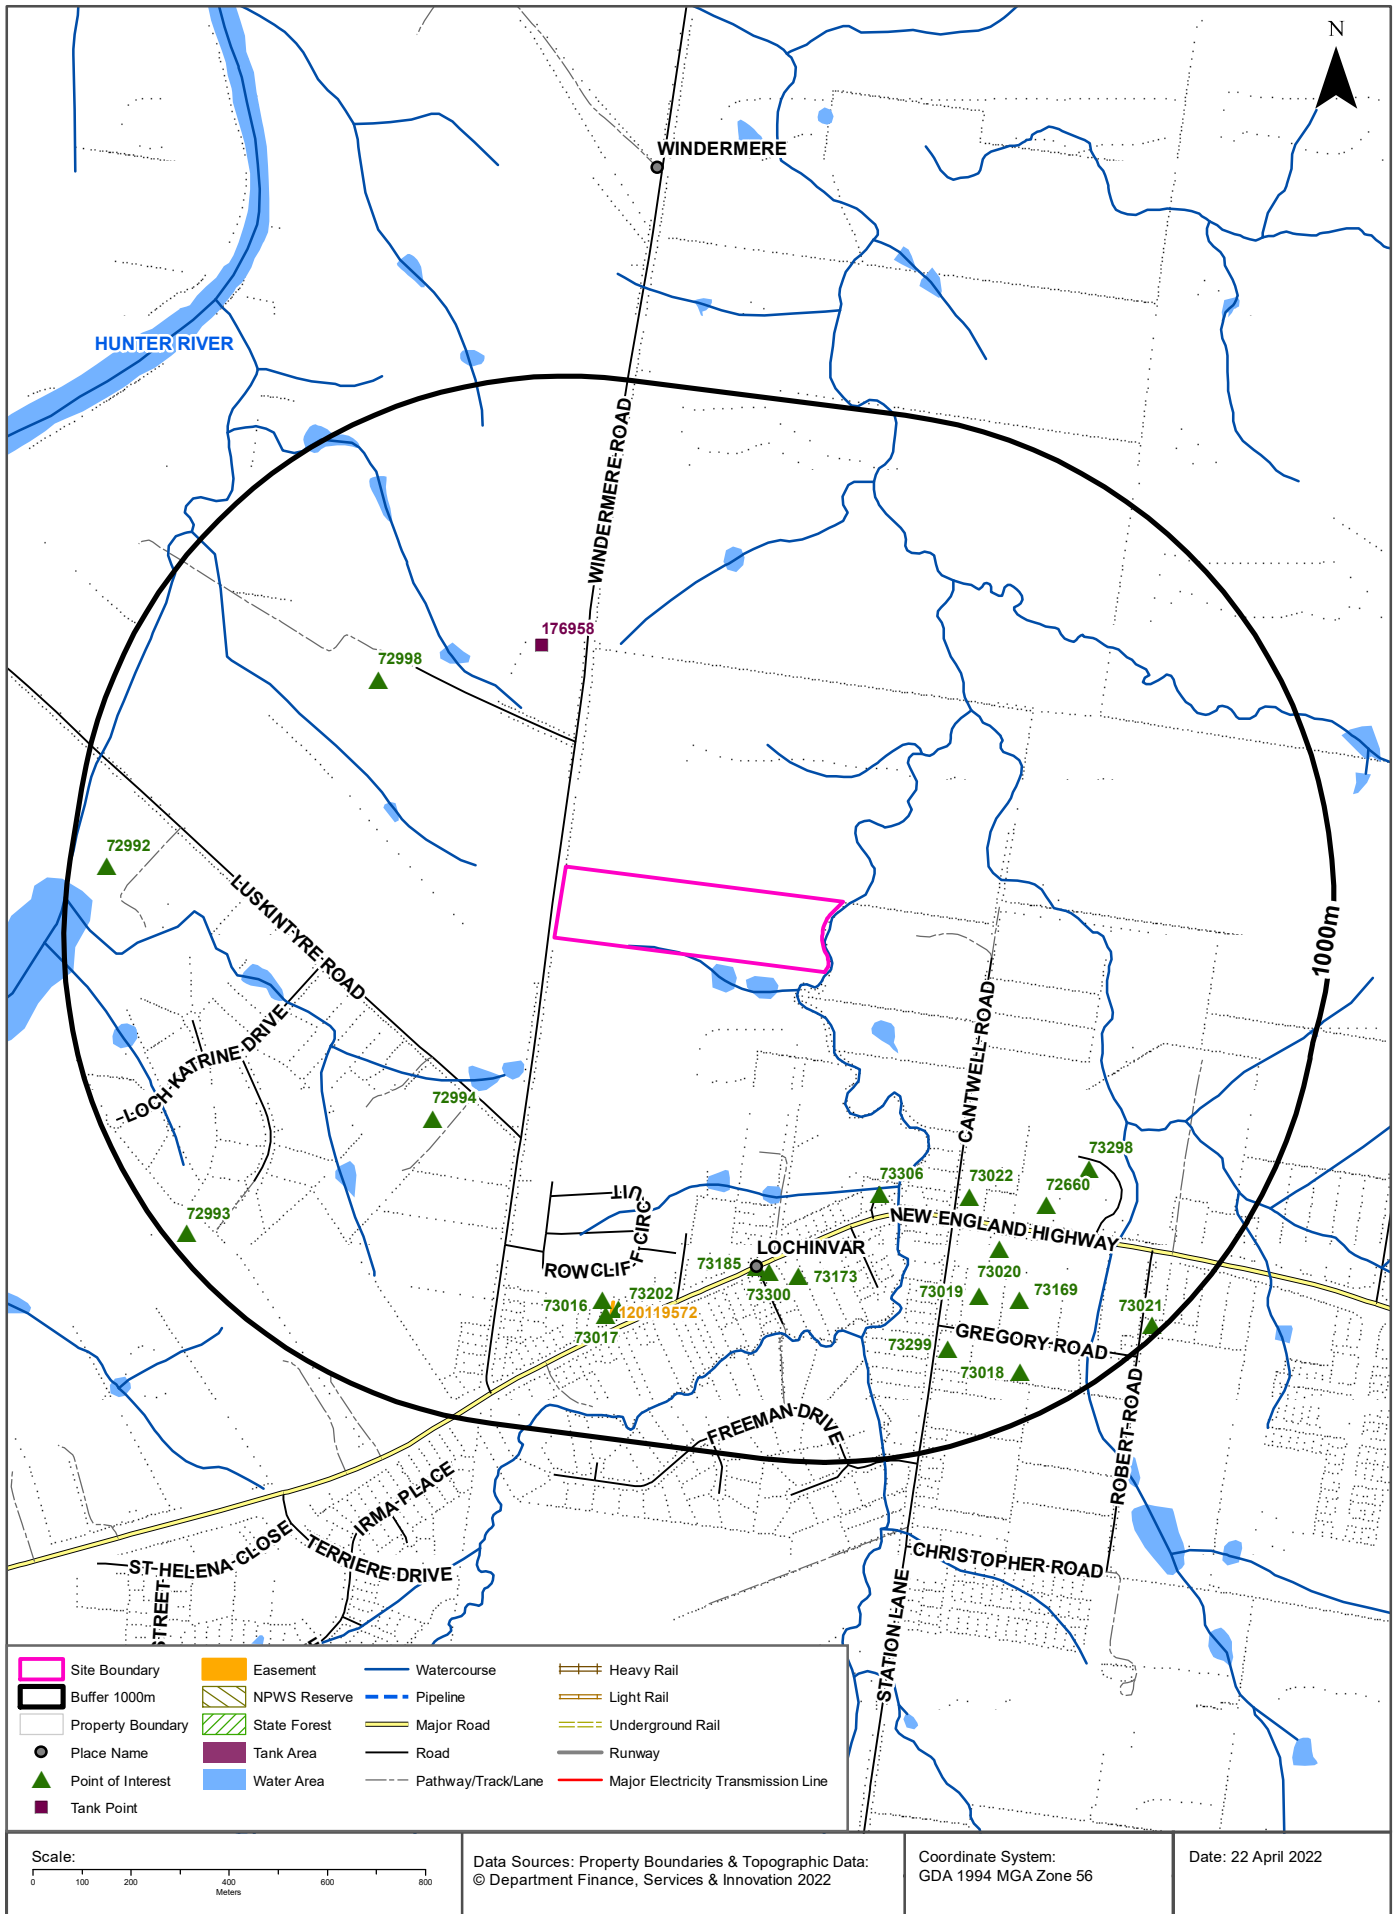 N
WINDERMERE
HUNTER RIVER
WINDERMERE ROAD
176958
72998
72992
LUSKINTYRE ROAD
1000m
LOCH KATRINE DRIVE
CANTWELL ROAD
72994
73298
73306
73022
72660
72993
ROWCLIFF CIRCUIT
NEW ENGLAND HIGHWAY
LOCHINVAR
73185
73173
73020
73300
73202
73016
120119572
73019
73169
73021
73017
GREGORY ROAD
73299
73018
FREEMAN DRIVE
ROBERT ROAD
IRMA PLACE
ST HELENA CLOSE
TERRIERE DRIVE
CHRISTOPHER ROAD
STREET
STATION LANE
Site Boundary
Easement
Watercourse
Heavy Rail
Buffer 1000m
NPWS Reserve
Pipeline
Light Rail
Property Boundary
State Forest
Major Road
Underground Rail
Place Name
Tank Area
Road
Runway
Point of Interest
Water Area
Pathway/Track/Lane
Major Electricity Transmission Line
Tank Point
Scale:
0 100 200 400 600 800
Meters
Data Sources: Property Boundaries & Topographic Data:
© Department Finance, Services & Innovation 2022
Coordinate System:
GDA 1994 MGA Zone 56
Date: 22 April 2022